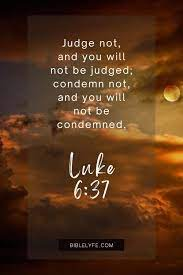 Judge not,
and you will
not be judged;
condemn not,
and you will
not be
condemned,
Luke
6:37
BIBLELYFE.COM